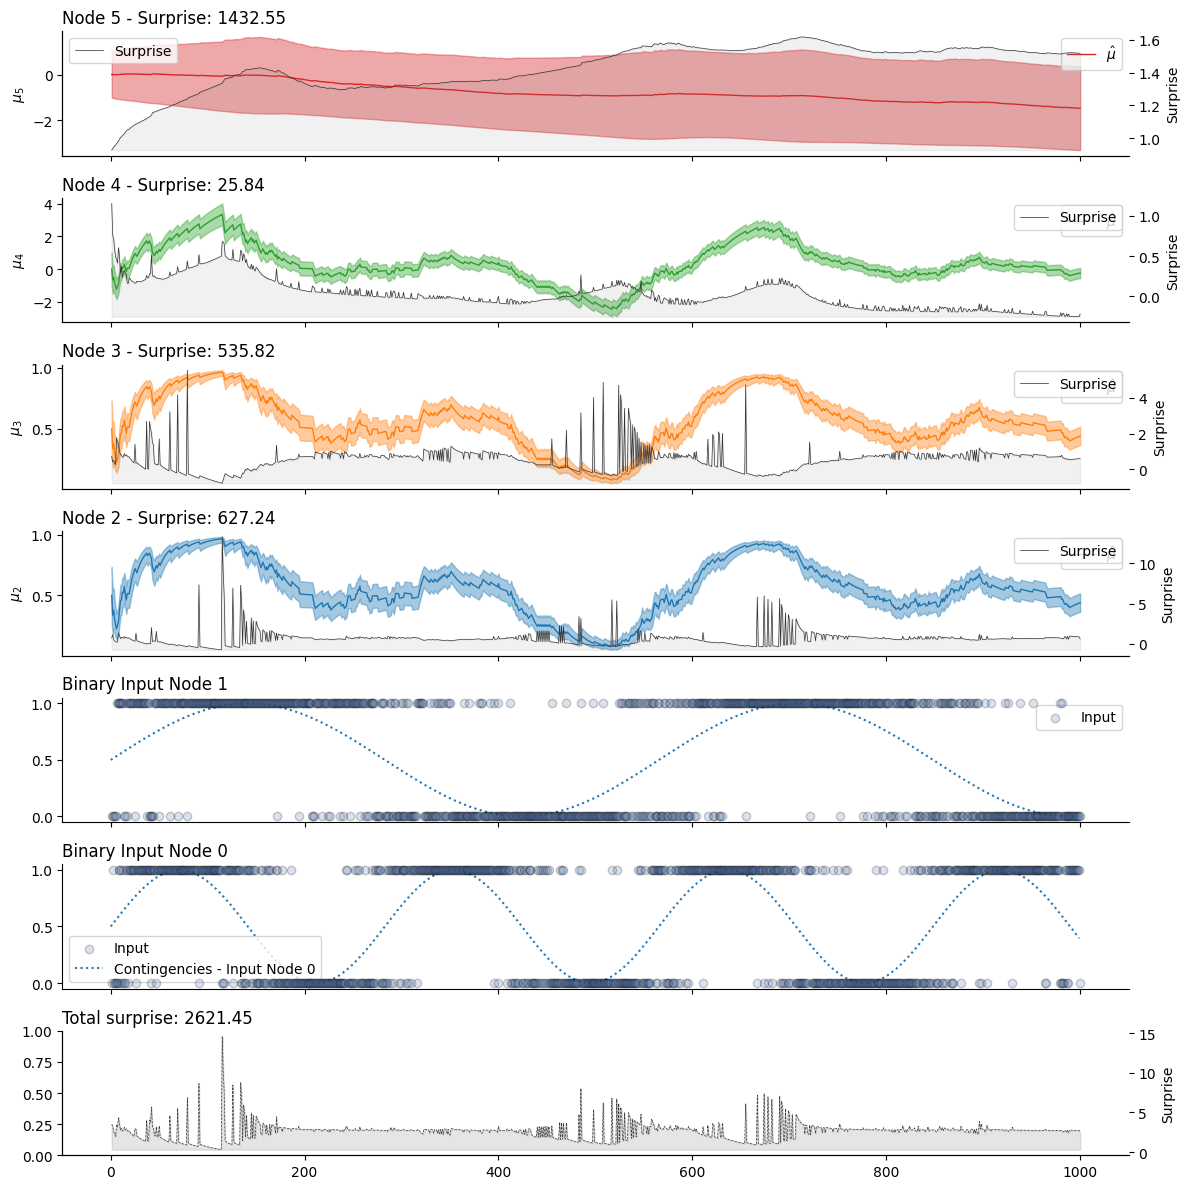 Node 5 - Surprise: 1432.55
Surprise
μ̂
0
−2
μ5
1.6
1.4
1.2
1.0
Surprise
Node 4 - Surprise: 25.84
Surprise
4
2
0
−2
μ4
1.0
0.5
0.0
Surprise
Node 3 - Surprise: 535.82
Surprise
1.0
0.5
μ3
4
2
0
Surprise
Node 2 - Surprise: 627.24
Surprise
1.0
0.5
μ2
10
5
0
Surprise
Binary Input Node 1
Input
1.0
0.5
0.0
Binary Input Node 0
1.0
0.5
0.0
Input
Contingencies - Input Node 0
Total surprise: 2621.45
1.00
0.75
0.50
0.25
0.00
15
10
5
0
Surprise
0 200 400 600 800 1000